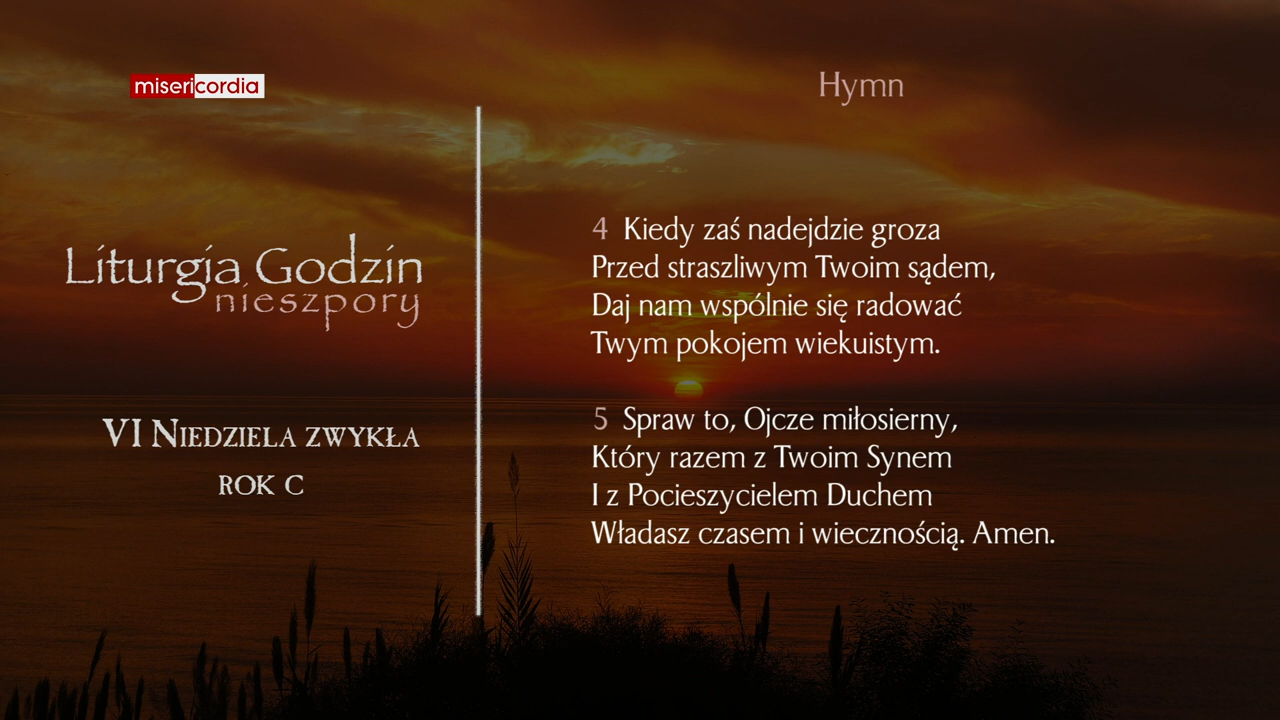 misericordia
Liturgia Godzin
nieszpory
VI Niedziela zwykła
rok C
Hymn
4 Kiedy zaś nadejdzie groza
Przed straszliwym Twoim sądem,
Daj nam wspólnie się radować
Twym pokojem wiekuistym.
5 Spraw to, Ojcze miłosierny,
Który razem z Twoim Synem
I z Pocieszycielem Duchem
Władasz czasem i wiecznością. Amen.